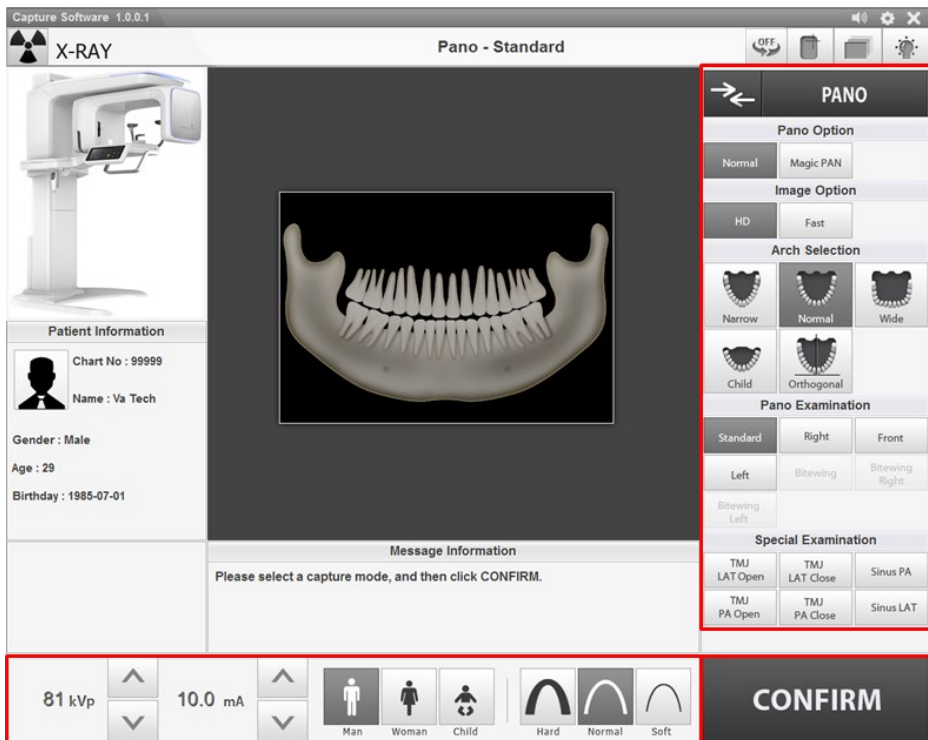 Capture Software 1.0.0.1
X-RAY
Pano - Standard
OFF
PANO
Pano Option
Normal
Magic PAN
Image Option
HD
Fast
Arch Selection
Narrow
Normal
Wide
Child
Orthogonal
Pano Examination
Standard
Right
Front
Left
Bitewing
Bitewing
Right
Bitewing
Left
Special Examination
TMJ
LAT Open
TMJ
LAT Close
Sinus PA
TMJ
PA Open
TMJ
PA Close
Sinus LAT
Patient Information
Chart No : 99999
Name : Va Tech
Gender : Male
Age : 29
Birthday : 1985-07-01
Message Information
Please select a capture mode, and then click CONFIRM.
81 kVp
10.0 mA
Man
Woman
Child
Hard
Normal
Soft
CONFIRM